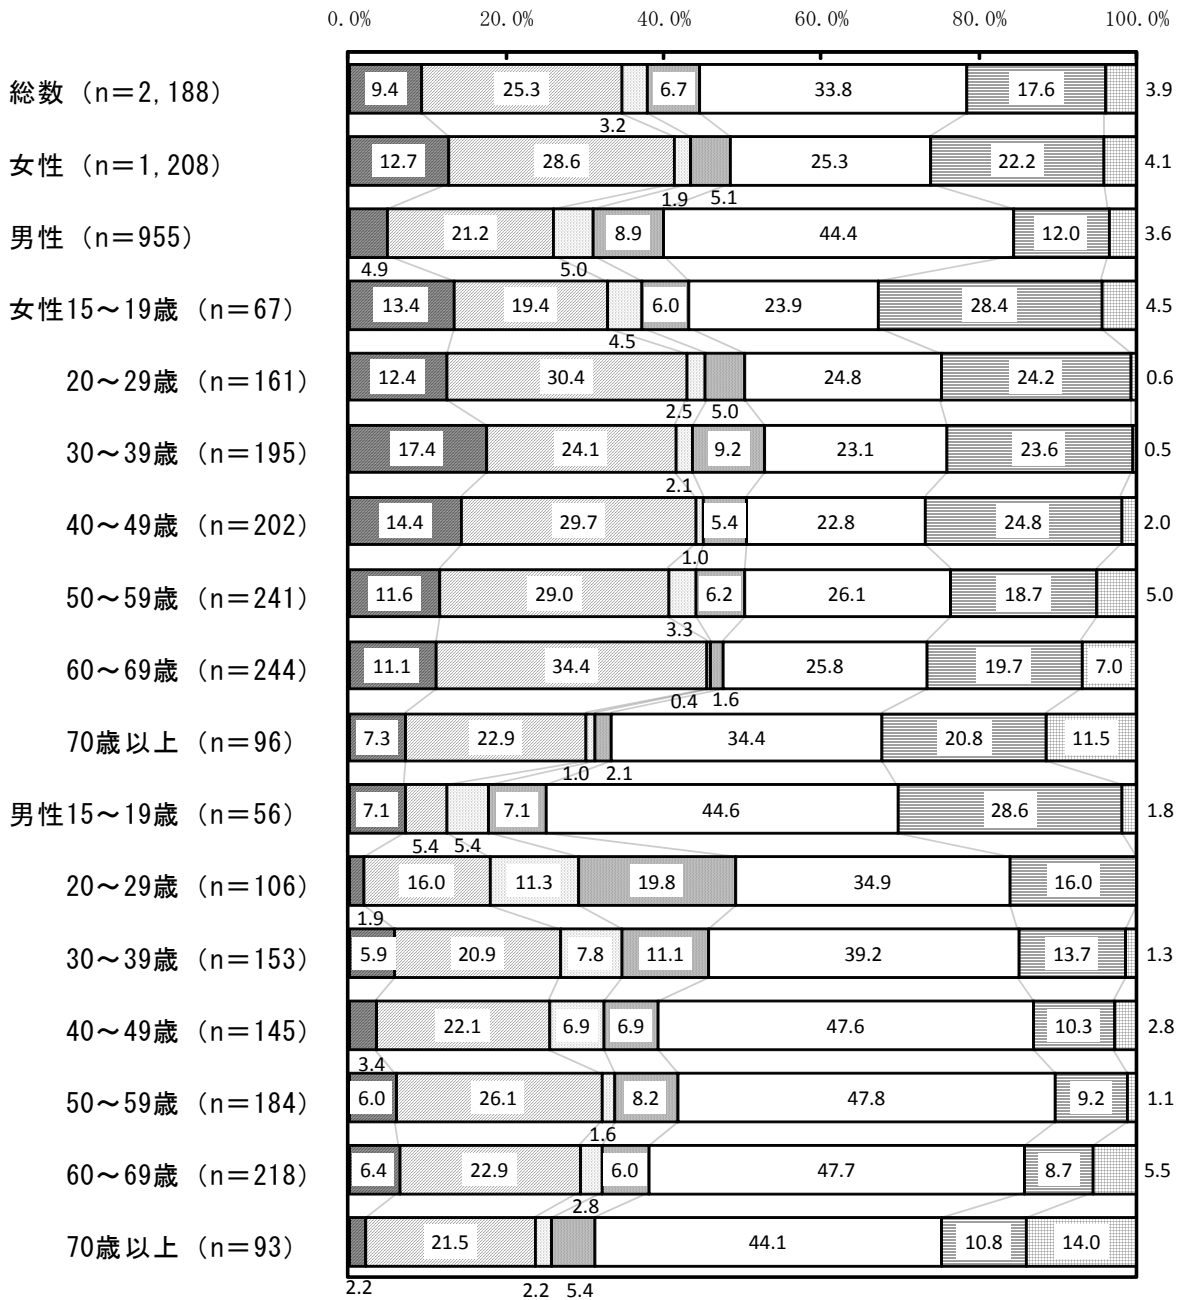 0.0% 20.0% 40.0% 60.0% 80.0% 100.0%
総数（n＝2,188） 9.4 25.3 6.7 33.8 17.6 3.9
3.2
女性（n＝1,208） 12.7 28.6 25.3 22.2 4.1
1.9 5.1
男性（n＝955） 21.2 8.9 44.4 12.0 3.6
4.9 5.0
女性15～19歳（n＝67） 13.4 19.4 6.0 23.9 28.4 4.5
4.5
20～29歳（n＝161） 12.4 30.4 24.8 24.2 0.6
2.5 5.0
30～39歳（n＝195） 17.4 24.1 9.2 23.1 23.6 0.5
2.1
40～49歳（n＝202） 14.4 29.7 5.4 22.8 24.8 2.0
1.0
50～59歳（n＝241） 11.6 29.0 6.2 26.1 18.7 5.0
3.3
60～69歳（n＝244） 11.1 34.4 25.8 19.7 7.0
0.4 1.6
70歳以上（n＝96） 7.3 22.9 34.4 20.8 11.5
1.0 2.1
男性15～19歳（n＝56） 7.1 7.1 44.6 28.6 1.8
5.4 5.4
20～29歳（n＝106） 16.0 11.3 19.8 34.9 16.0
1.9
30～39歳（n＝153） 5.9 20.9 7.8 11.1 39.2 13.7 1.3
40～49歳（n＝145） 22.1 6.9 6.9 47.6 10.3 2.8
3.4
50～59歳（n＝184） 6.0 26.1 8.2 47.8 9.2 1.1
1.6
60～69歳（n＝218） 6.4 22.9 6.0 47.7 8.7 5.5
2.8
70歳以上（n＝93） 21.5 44.1 10.8 14.0
2.2 2.2 5.4